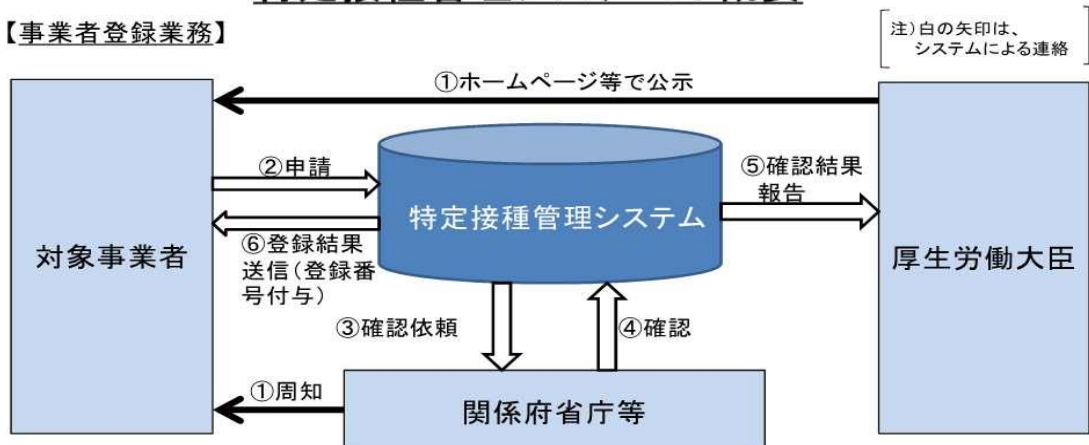 【事業者登録業務】
注)白の矢印は、
システムによる連絡
①ホームページ等で公示
②申請
⑤確認結果
報告
特定接種管理システム
対象事業者
厚生労働大臣
⑥登録結果
送信(登録番
号付与)
③確認依頼
④確認
①周知
関係府省庁等